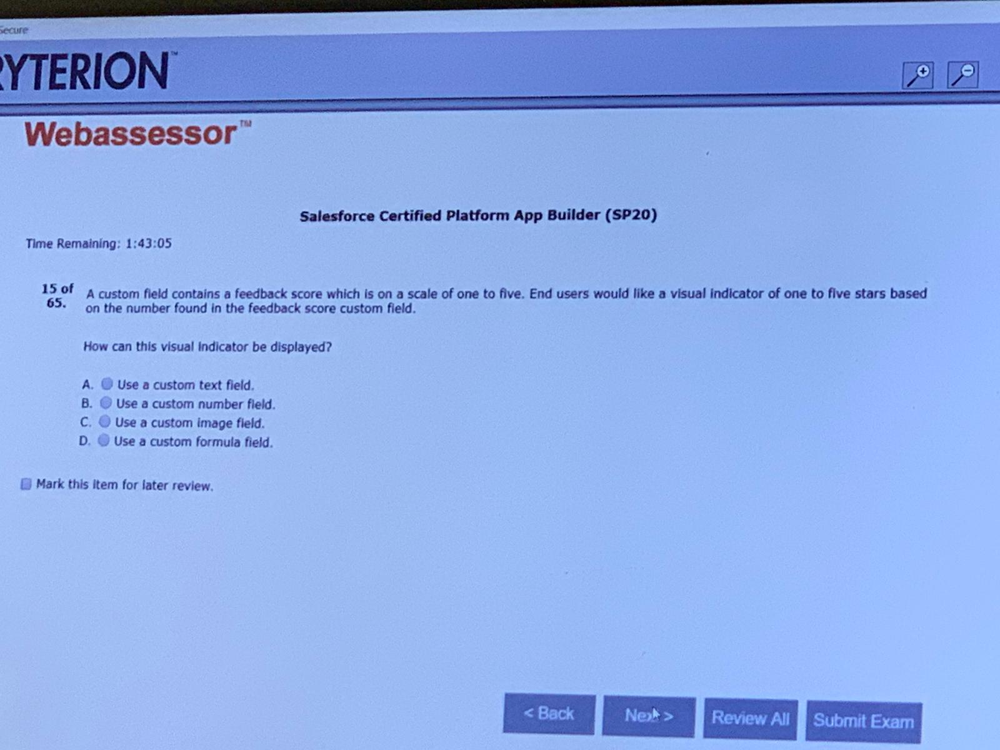 Secure
RYTERION™
Webassessor™
Salesforce Certified Platform App Builder (SP20)
Time Remaining: 1:43:05
15 of
65.
A custom field contains a feedback score which is on a scale of one to five. End users would like a visual indicator of one to five stars based
on the number found in the feedback score custom field.
How can this visual indicator be displayed?
A. Use a custom text field.
B. Use a custom number field.
C. Use a custom image field.
D. Use a custom formula field.
Mark this item for later review.
< Back
Next >
Review All
Submit Exam